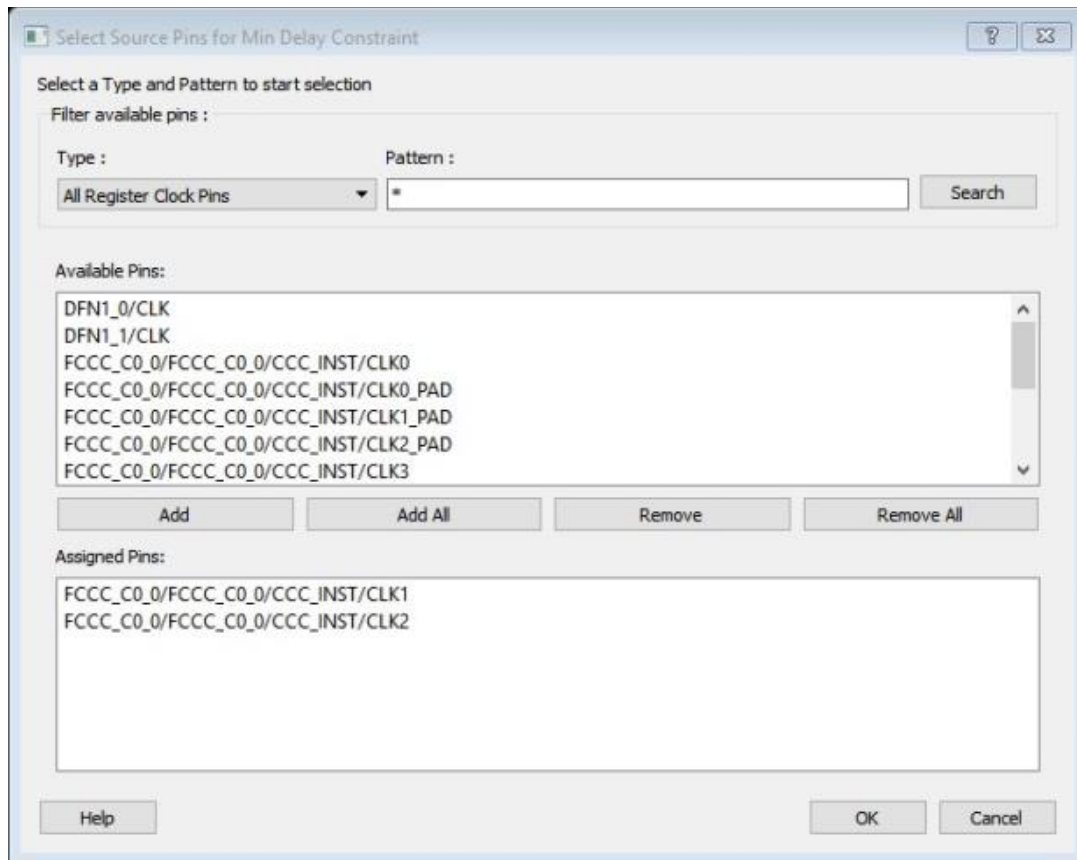 Select Source Pins for Min Delay Constraint
Select a Type and Pattern to start selection
Filter available pins :
Type :
Pattern :
All Register Clock Pins
*
Search
Available Pins:
DFN1_0/CLK
DFN1_1/CLK
FCCC_C0_0/FCCC_C0_0/CCC_INST/CLK0
FCCC_C0_0/FCCC_C0_0/CCC_INST/CLK0_PAD
FCCC_C0_0/FCCC_C0_0/CCC_INST/CLK1_PAD
FCCC_C0_0/FCCC_C0_0/CCC_INST/CLK2_PAD
FCCC_C0_0/FCCC_C0_0/CCC_INST/CLK3
Add
Add All
Remove
Remove All
Assigned Pins:
FCCC_C0_0/FCCC_C0_0/CCC_INST/CLK1
FCCC_C0_0/FCCC_C0_0/CCC_INST/CLK2
Help
OK
Cancel